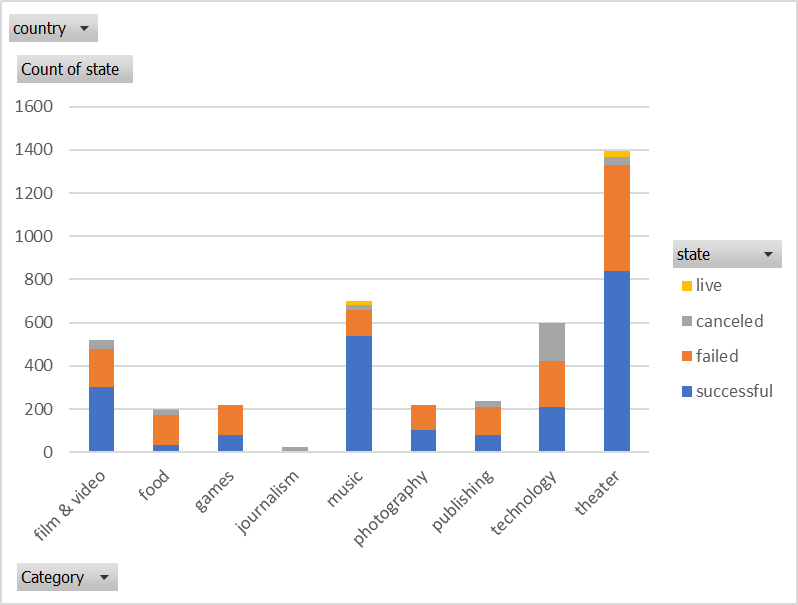 country
Count of state
1600
1400
1200
1000
800
600
400
200
0
film & video
food
games
journalism
music
photography
publishing
technology
theater
state
live
canceled
failed
successful
Category